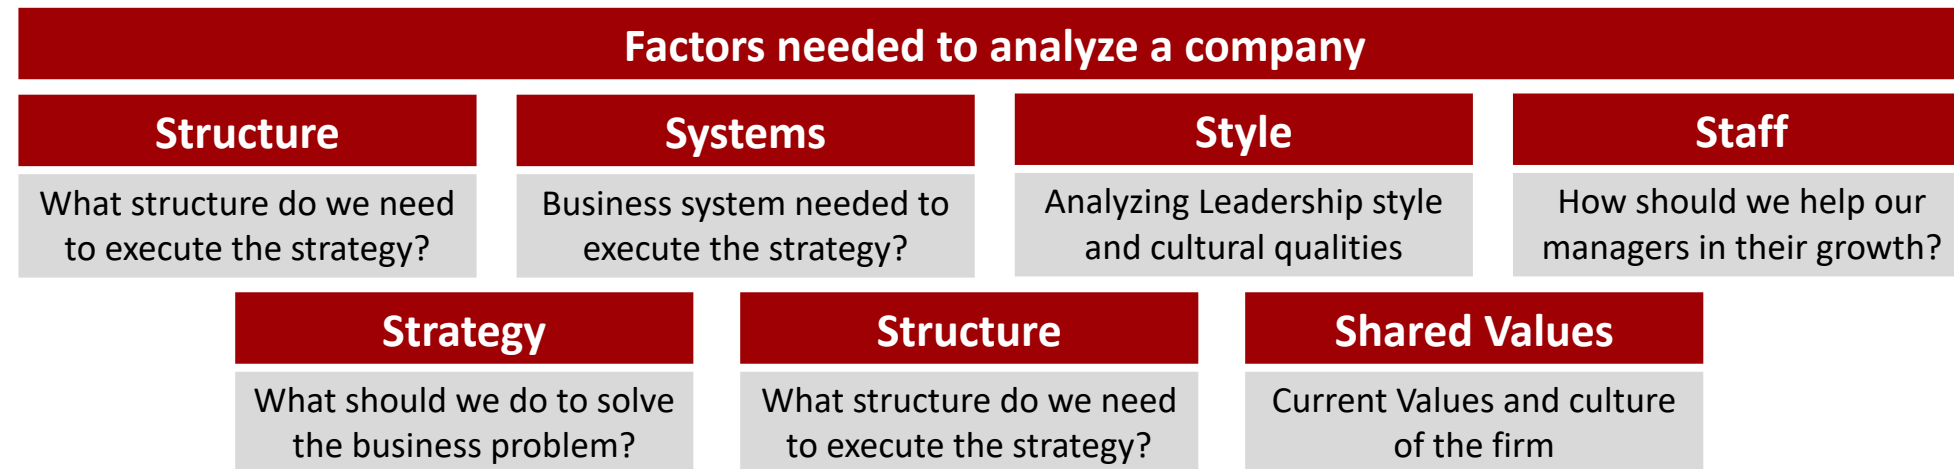 Factors needed to analyze a company
Structure
What structure do we need
to execute the strategy?
Systems
Business system needed to
execute the strategy?
Style
Analyzing Leadership style
and cultural qualities
Staff
How should we help our
managers in their growth?
Strategy
What should we do to solve
the business problem?
Structure
What structure do we need
to execute the strategy?
Shared Values
Current Values and culture
of the firm